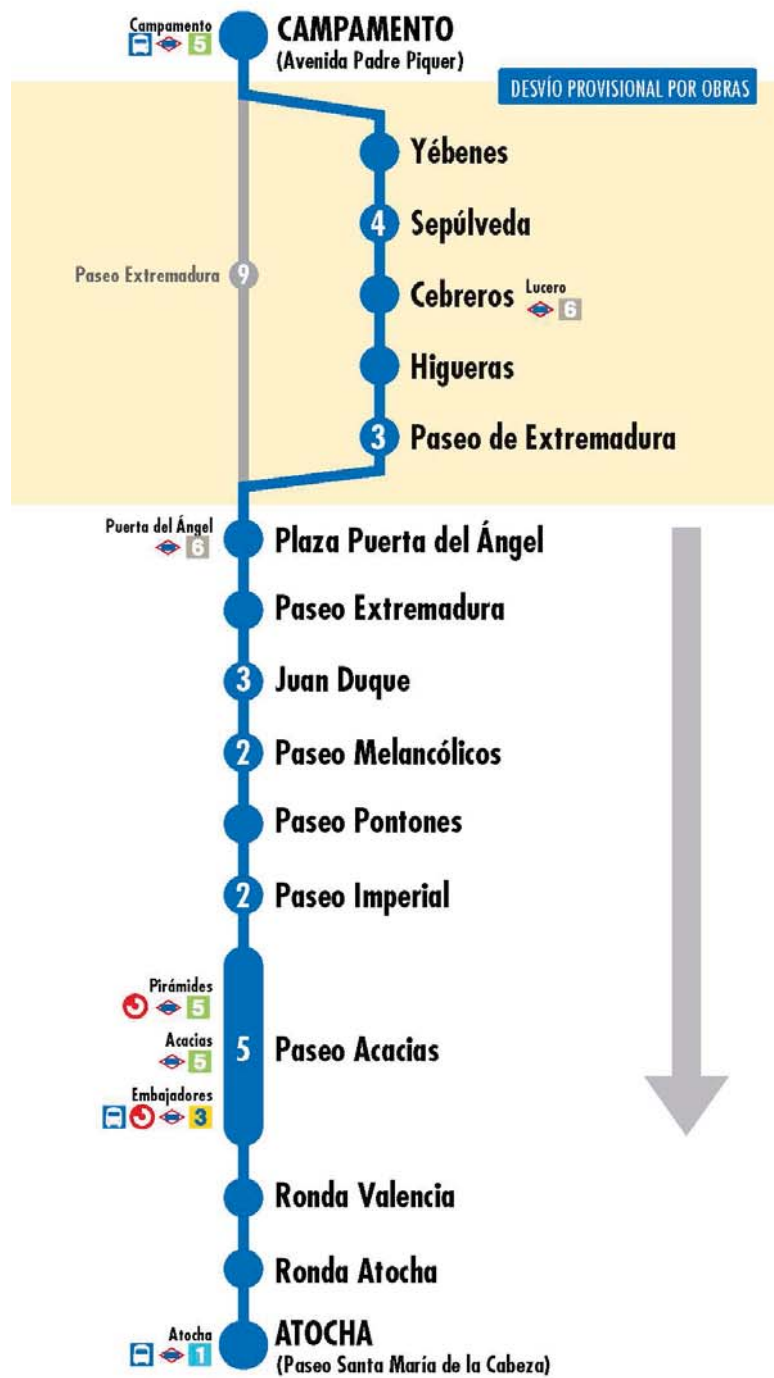 Campamento
5
CAMPAMENTO
(Avenida Padre Piquer)
DESVÍO PROVISIONAL POR OBRAS
Yébenes
4 Sepúlveda
Paseo Extremadura 9
Cebreros
Lucero
6
Higueras
3 Paseo de Extremadura
Puerta del Ángel
6
Plaza Puerta del Ángel
Paseo Extremadura
3 Juan Duque
2 Paseo Melancólicos
Paseo Pontones
2 Paseo Imperial
Pirámides
5
Acacias
5
5 Paseo Acacias
Embajadores
3
Ronda Valencia
Ronda Atocha
Atocha
1
ATOCHA
(Paseo Santa María de la Cabeza)